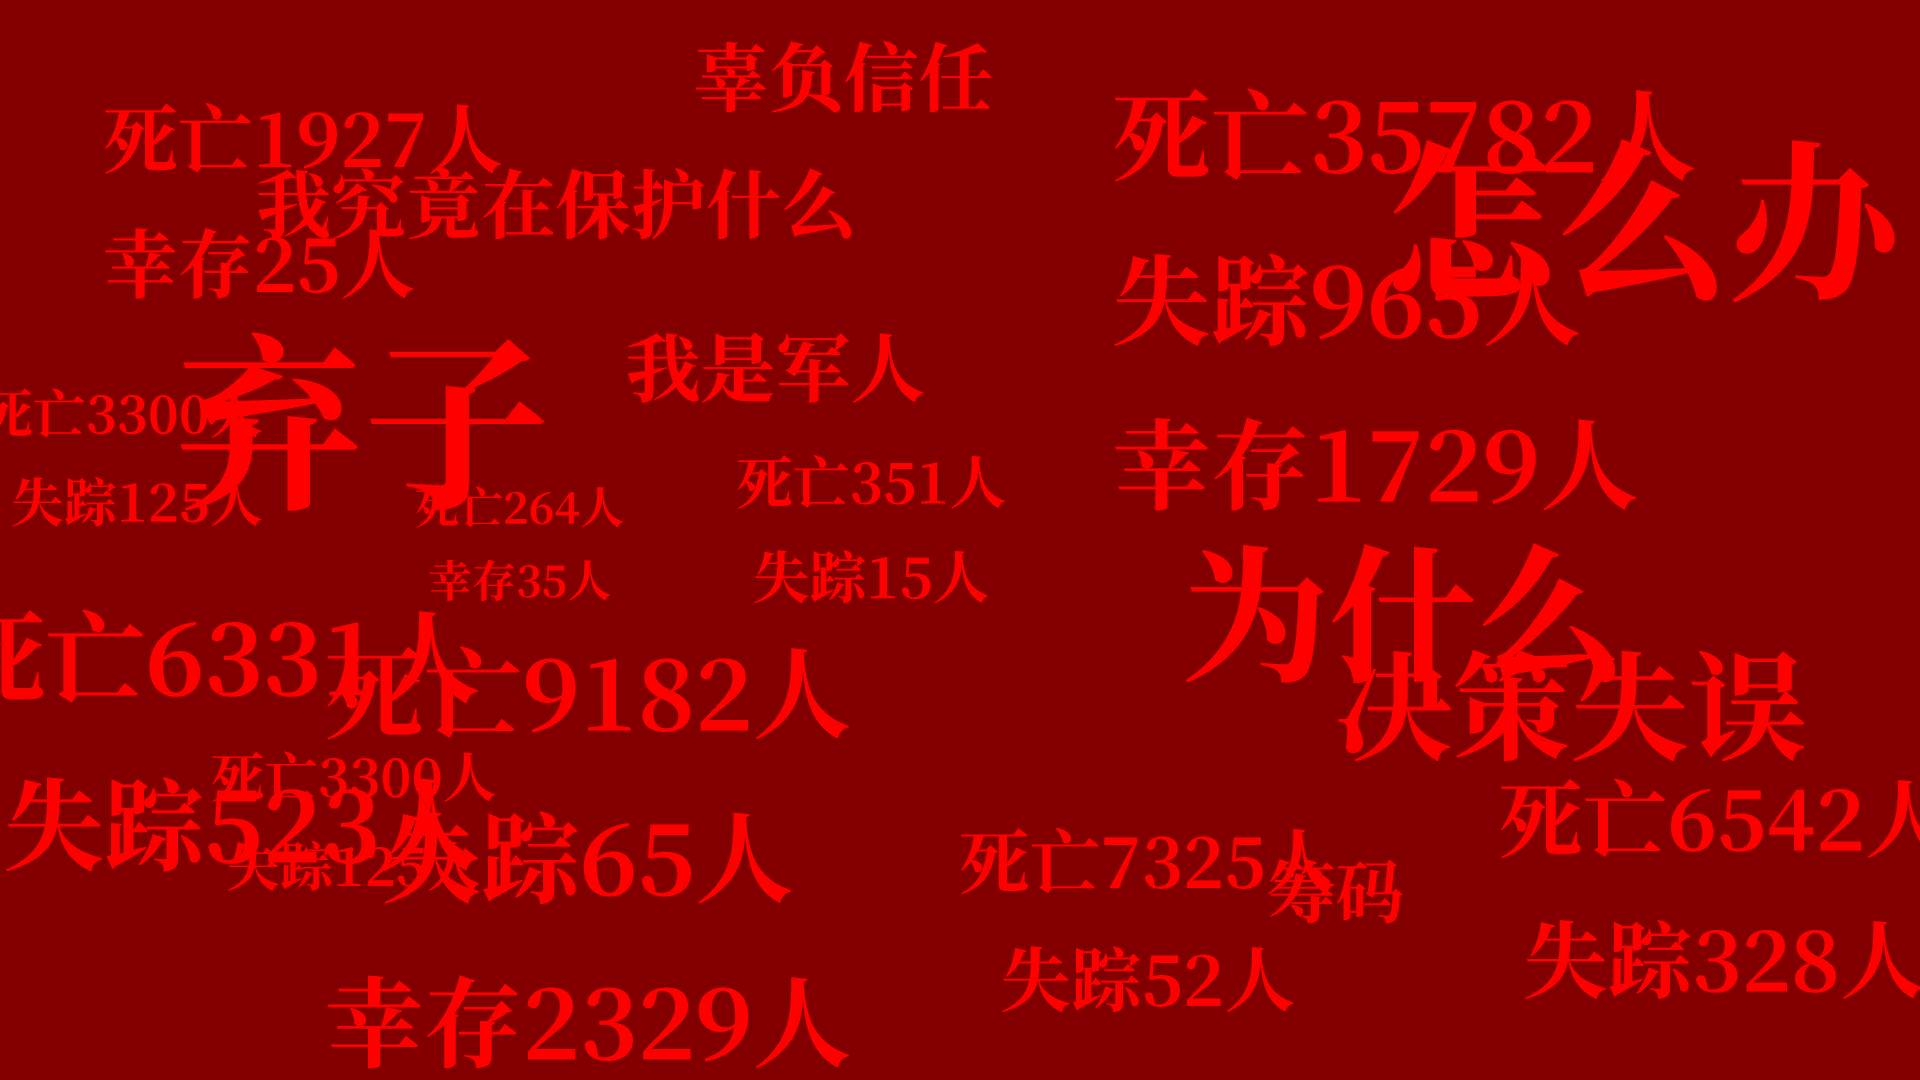 辜负信任
死亡1927人
我究竟在保护什么
幸存25人
死亡35782人
怎么办
失踪965人
弃子
我是军人
死亡3300人
失踪125人
死亡264人
死亡351人
幸存1729人
幸存35人
失踪15人
为什么
死亡6331人
死亡9182人
决策失误
死亡3300人
失踪523人
失踪125人
失踪65人
死亡7325人
筹码
死亡6542人
失踪52人
失踪328人
幸存2329人